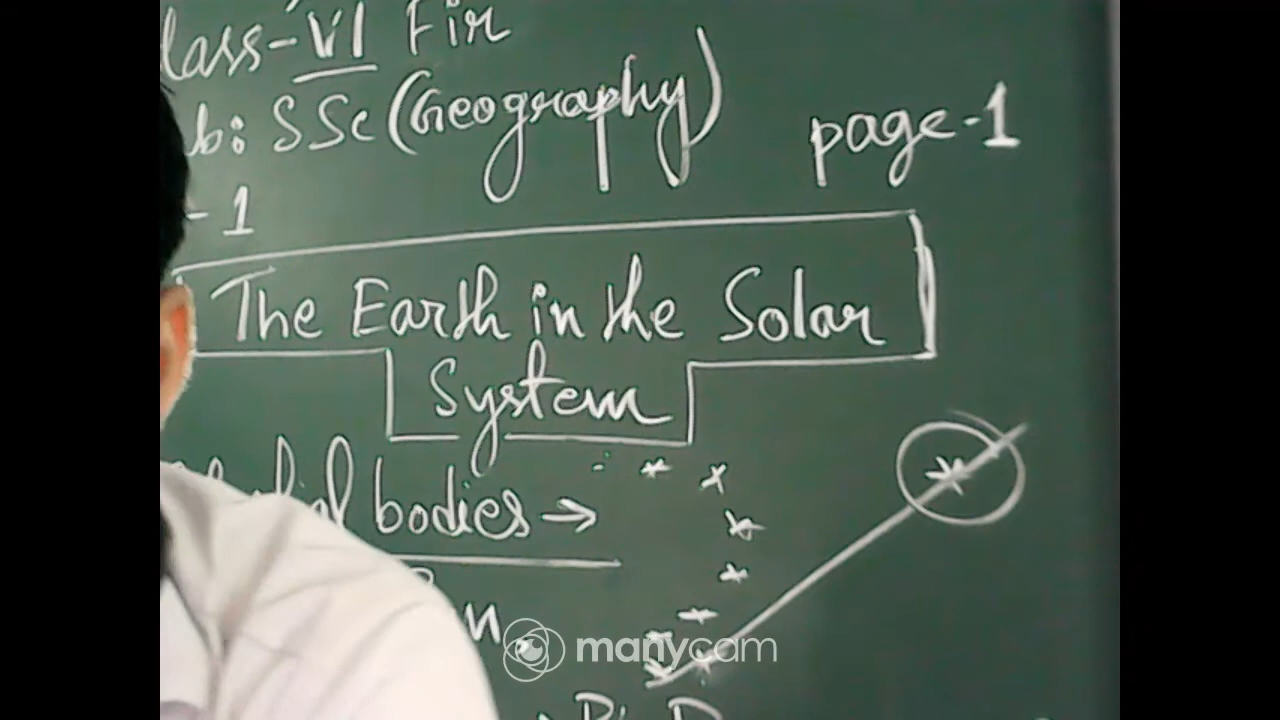 lass-VI Fir
b: SSc (Geography)
page-1
- 1
The Earth in the Solar
System
bodies →
manycam